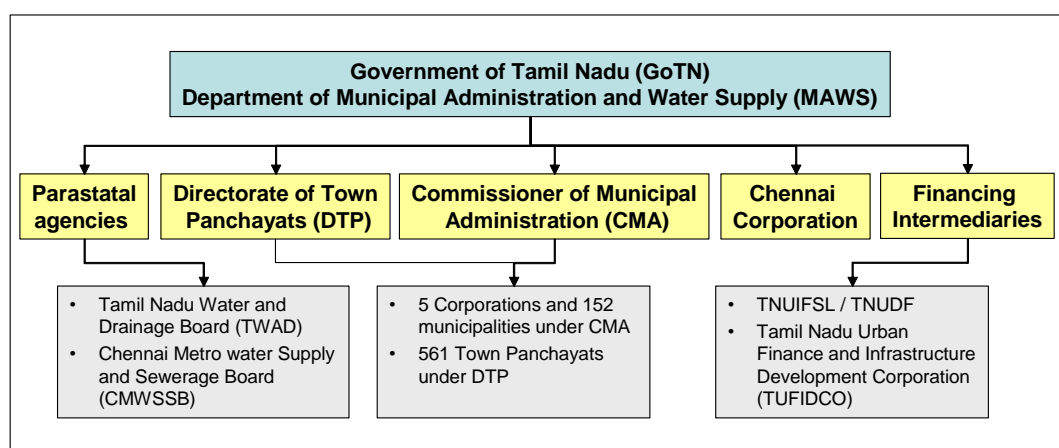 Government of Tamil Nadu (GoTN)
Department of Municipal Administration and Water Supply (MAWS)
Parastatal
agencies
Directorate of Town
Panchayats (DTP)
Commissioner of Municipal
Administration (CMA)
Chennai
Corporation
Financing
Intermediaries
• Tamil Nadu Water and
Drainage Board (TWAD)
• Chennai Metro water Supply
and Sewerage Board
(CMWSSB)
• 5 Corporations and 152
municipalities under CMA
• 561 Town Panchayats
under DTP
• TNUIFSL / TNUDF
• Tamil Nadu Urban
Finance and Infrastructure
Development Corporation
(TUFIDCO)